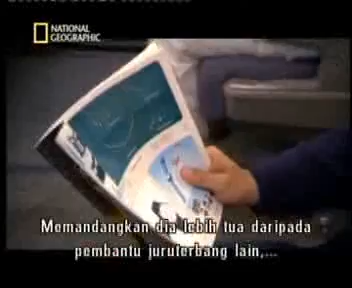 NATIONAL
GEOGRAPHIC
Memandangkan dia lebih tua daripada
pembantu juruterbang lain,...